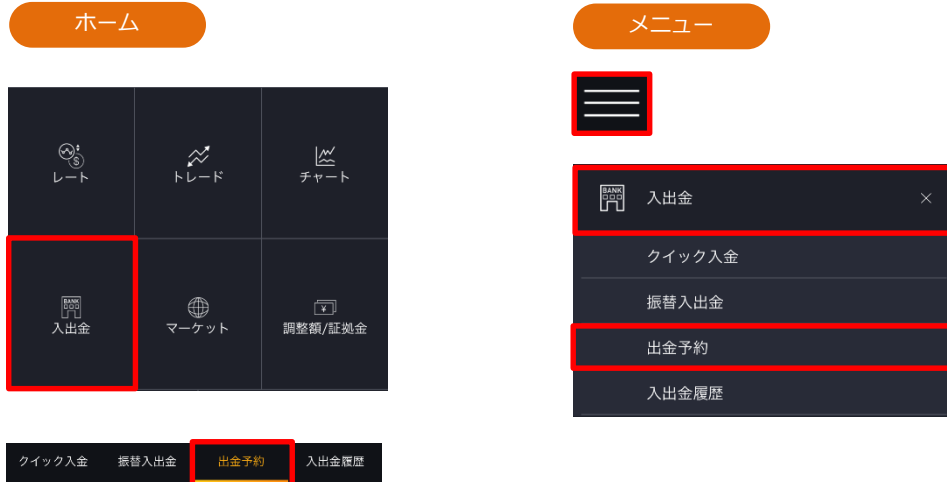 ホーム
レート
トレード
チャート
BANK
入出金
マーケット
¥
調整額/証拠金
クイック入金
振替入出金
出金予約
入出金履歴
メニュー
BANK
入出金
クイック入金
振替入出金
出金予約
入出金履歴